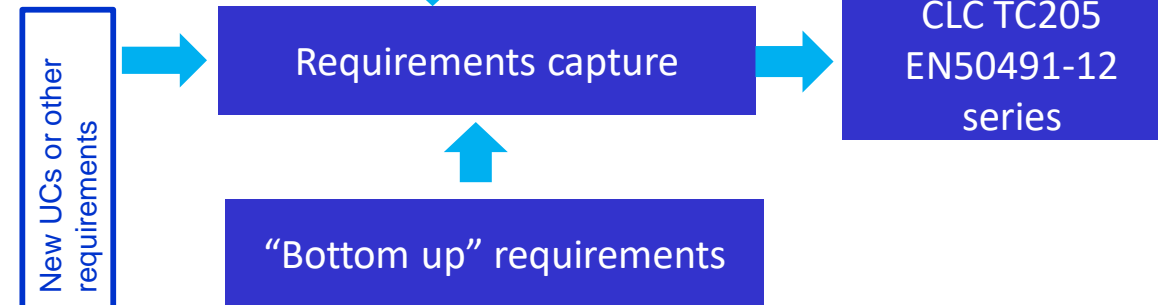 New UCs or other
requirements
Requirements capture
CLC TC205
EN50491-12
series
“Bottom up” requirements